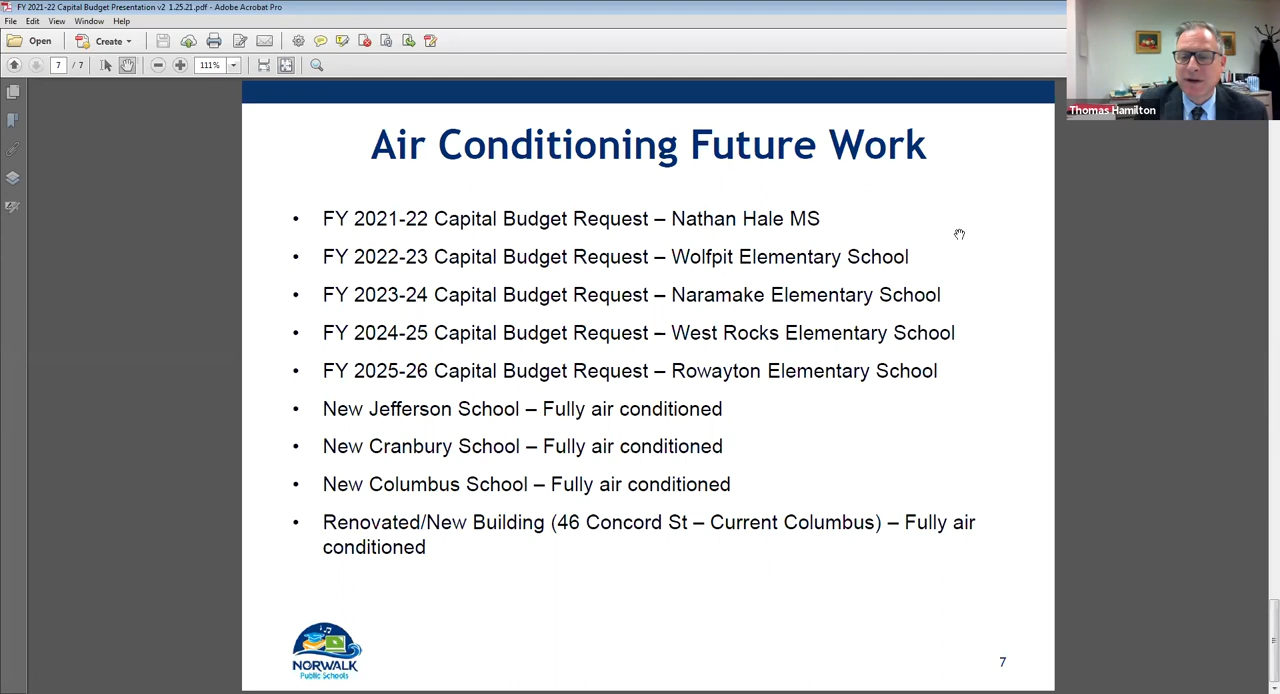 FY 2021-22 Capital Budget Presentation v2 1.25.21.pdf - Adobe Acrobat Pro
File Edit View Window Help
Open Create
7 / 7 111%
Thomas Hamilton
Air Conditioning Future Work
• FY 2021-22 Capital Budget Request – Nathan Hale MS
• FY 2022-23 Capital Budget Request – Wolfpit Elementary School
• FY 2023-24 Capital Budget Request – Naramake Elementary School
• FY 2024-25 Capital Budget Request – West Rocks Elementary School
• FY 2025-26 Capital Budget Request – Rowayton Elementary School
• New Jefferson School – Fully air conditioned
• New Cranbury School – Fully air conditioned
• New Columbus School – Fully air conditioned
• Renovated/New Building (46 Concord St – Current Columbus) – Fully air
conditioned
NORWALK
Public Schools
7